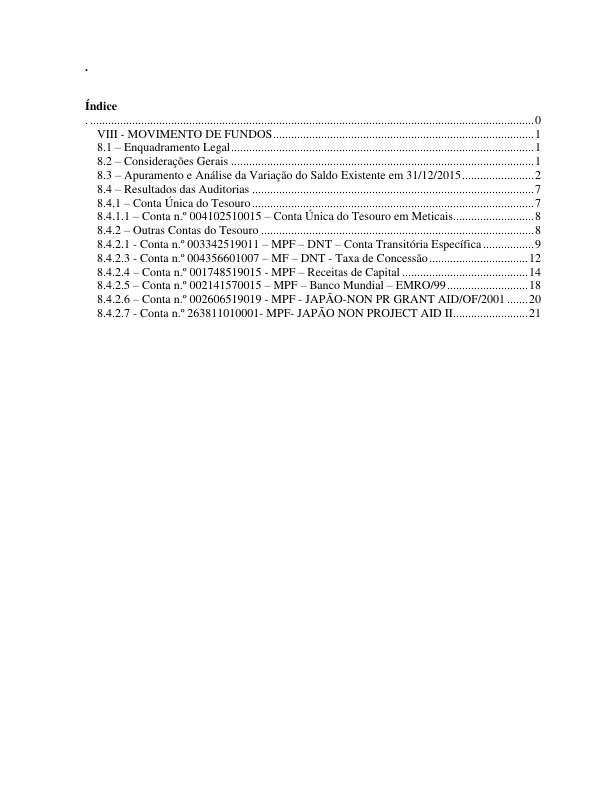 .
Índice
. ........................................................................................................................................................0
VIII - MOVIMENTO DE FUNDOS.......................................................................................1
8.1 – Enquadramento Legal.....................................................................................................1
8.2 – Considerações Gerais .....................................................................................................1
8.3 – Apuramento e Análise da Variação do Saldo Existente em 31/12/2015........................2
8.4 – Resultados das Auditorias ..............................................................................................7
8.4.1 – Conta Única do Tesouro ..............................................................................................7
8.4.1.1 – Conta n.º 004102510015 – Conta Única do Tesouro em Meticais...........................8
8.4.2 – Outras Contas do Tesouro ...........................................................................................8
8.4.2.1 - Conta n.º 003342519011 – MPF – DNT – Conta Transitória Específica .................9
8.4.2.3 - Conta n.º 004356601007 – MF – DNT - Taxa de Concessão.................................12
8.4.2.4 – Conta n.º 001748519015 - MPF – Receitas de Capital ..........................................14
8.4.2.5 – Conta n.º 002141570015 – MPF – Banco Mundial – EMRO/99...........................18
8.4.2.6 – Conta n.º 002606519019 - MPF - JAPÃO-NON PR GRANT AID/OF/2001 .......20
8.4.2.7 - Conta n.º 263811010001- MPF- JAPÃO NON PROJECT AID II.........................21